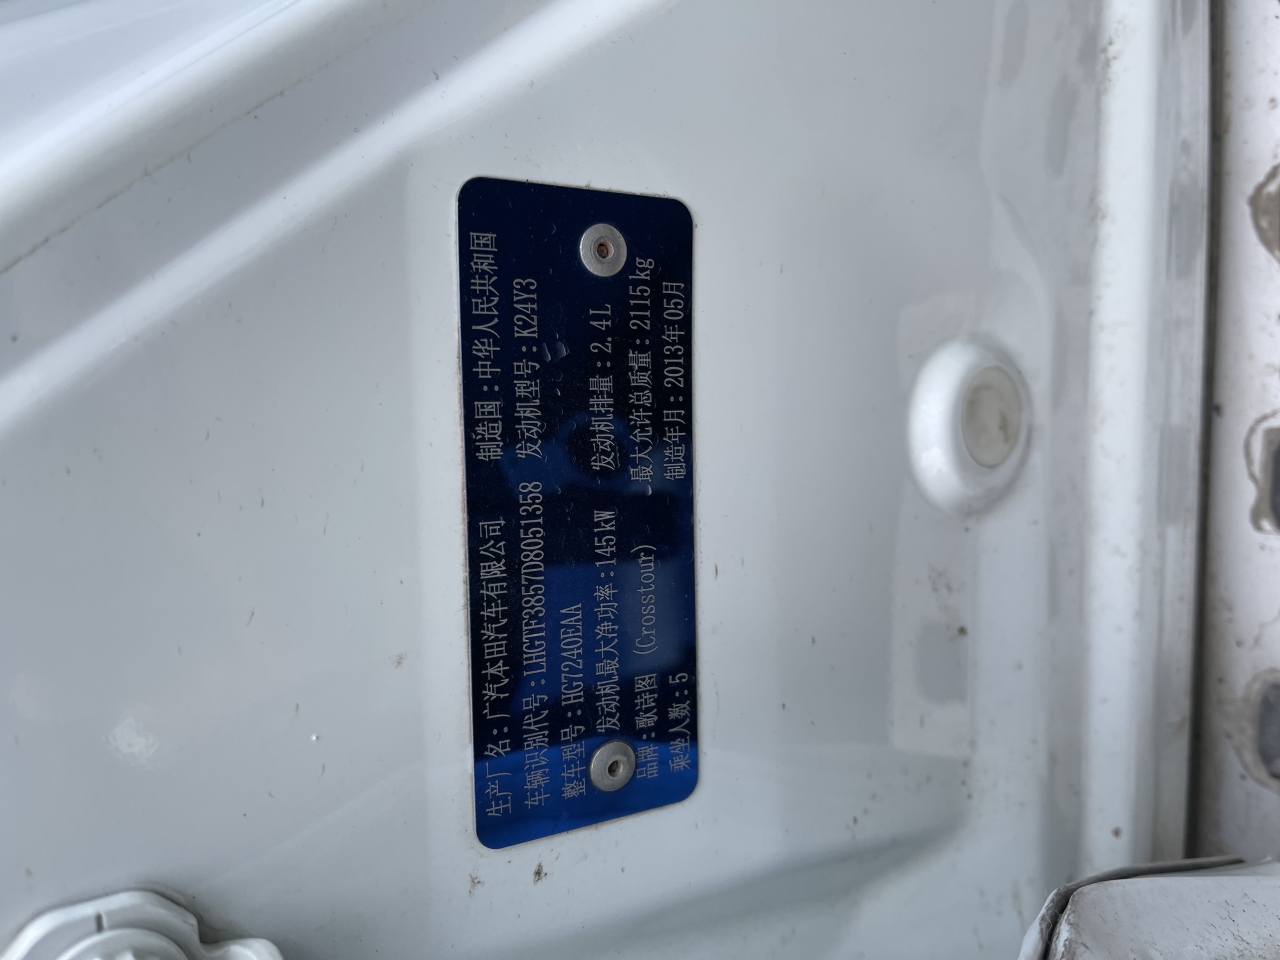 生产厂名：广汽本田汽车有限公司 制造国：中华人民共和国
车辆识别代号：LHGTF3857D8051358 发动机型号：K24Y3
整车型号：HG7240EAA
发动机最大净功率：145kW 发动机排量：2.4L
品牌：歌诗图 (Crosstour) 最大允许总质量：2115kg
乘坐人数：5 制造年月：2013年05月